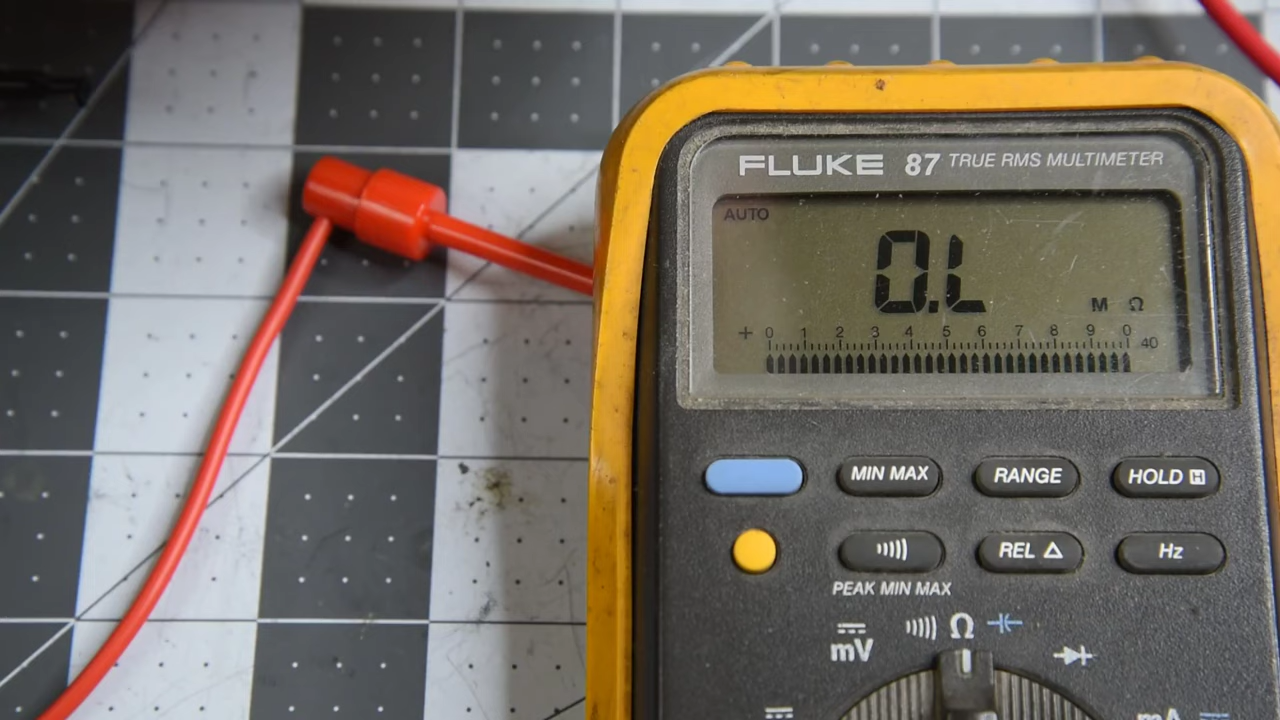 FLUKE 87 TRUE RMS MULTIMETER
AUTO
0.L
M Ω
+ 0 1 2 3 4 5 6 7 8 9 0 40
MIN MAX RANGE HOLD H
REL △ Hz
PEAK MIN MAX
mV Ω
mA